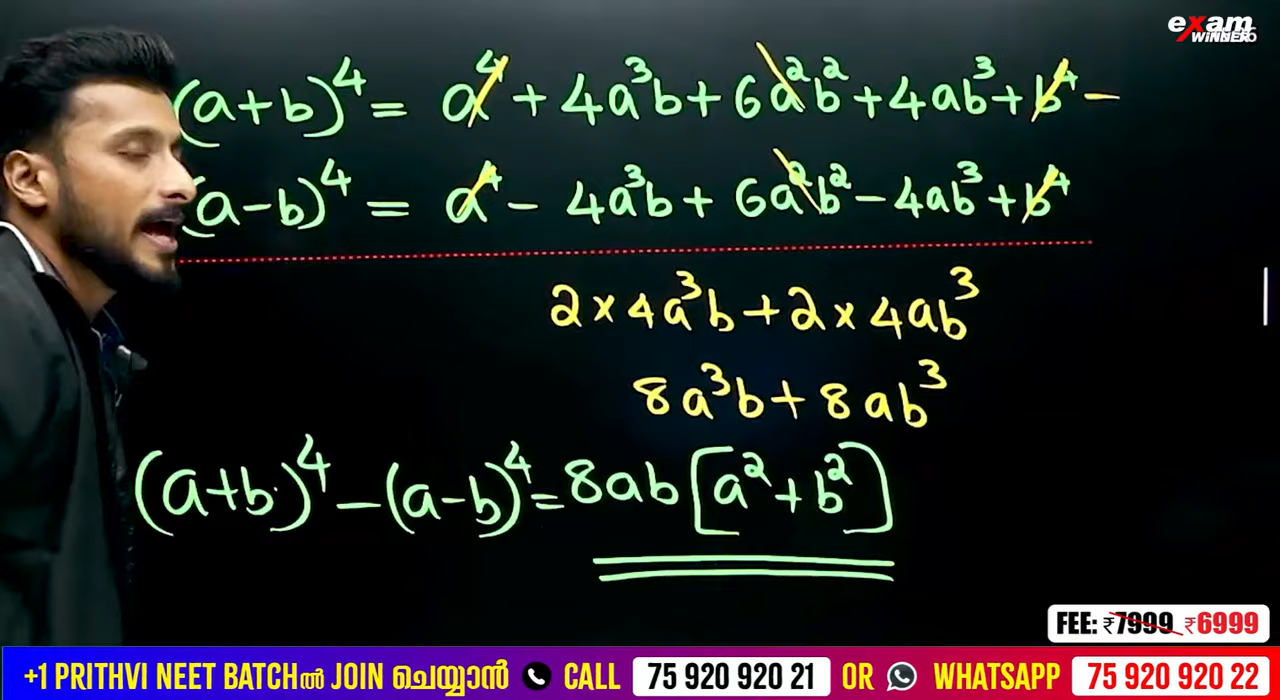 exam
WiNNER
(a+b)⁴ = a⁴ + 4a³b + 6a²b² + 4ab³ + b⁴ −
(a-b)⁴ = a⁴ − 4a³b + 6a²b² − 4ab³ + b⁴
2 × 4a³b + 2 × 4ab³
8a³b + 8ab³
(a+b)⁴ − (a-b)⁴ = 8ab [a² + b²]
FEE: ₹7999 ₹6999
+1 PRITHVI NEET BATCHൽ JOIN ചെയ്യാൻ CALL 75 920 920 21 OR WHATSAPP 75 920 920 22